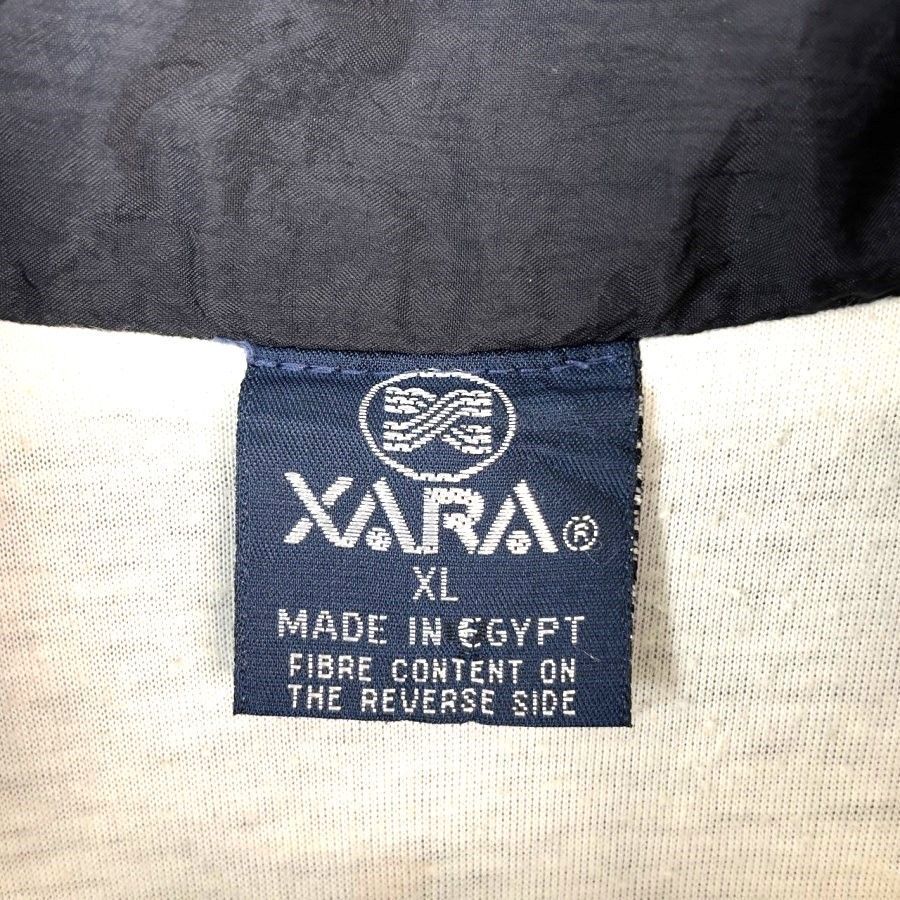 XARA®
XL
MADE IN EGYPT
FIBRE CONTENT ON
THE REVERSE SIDE